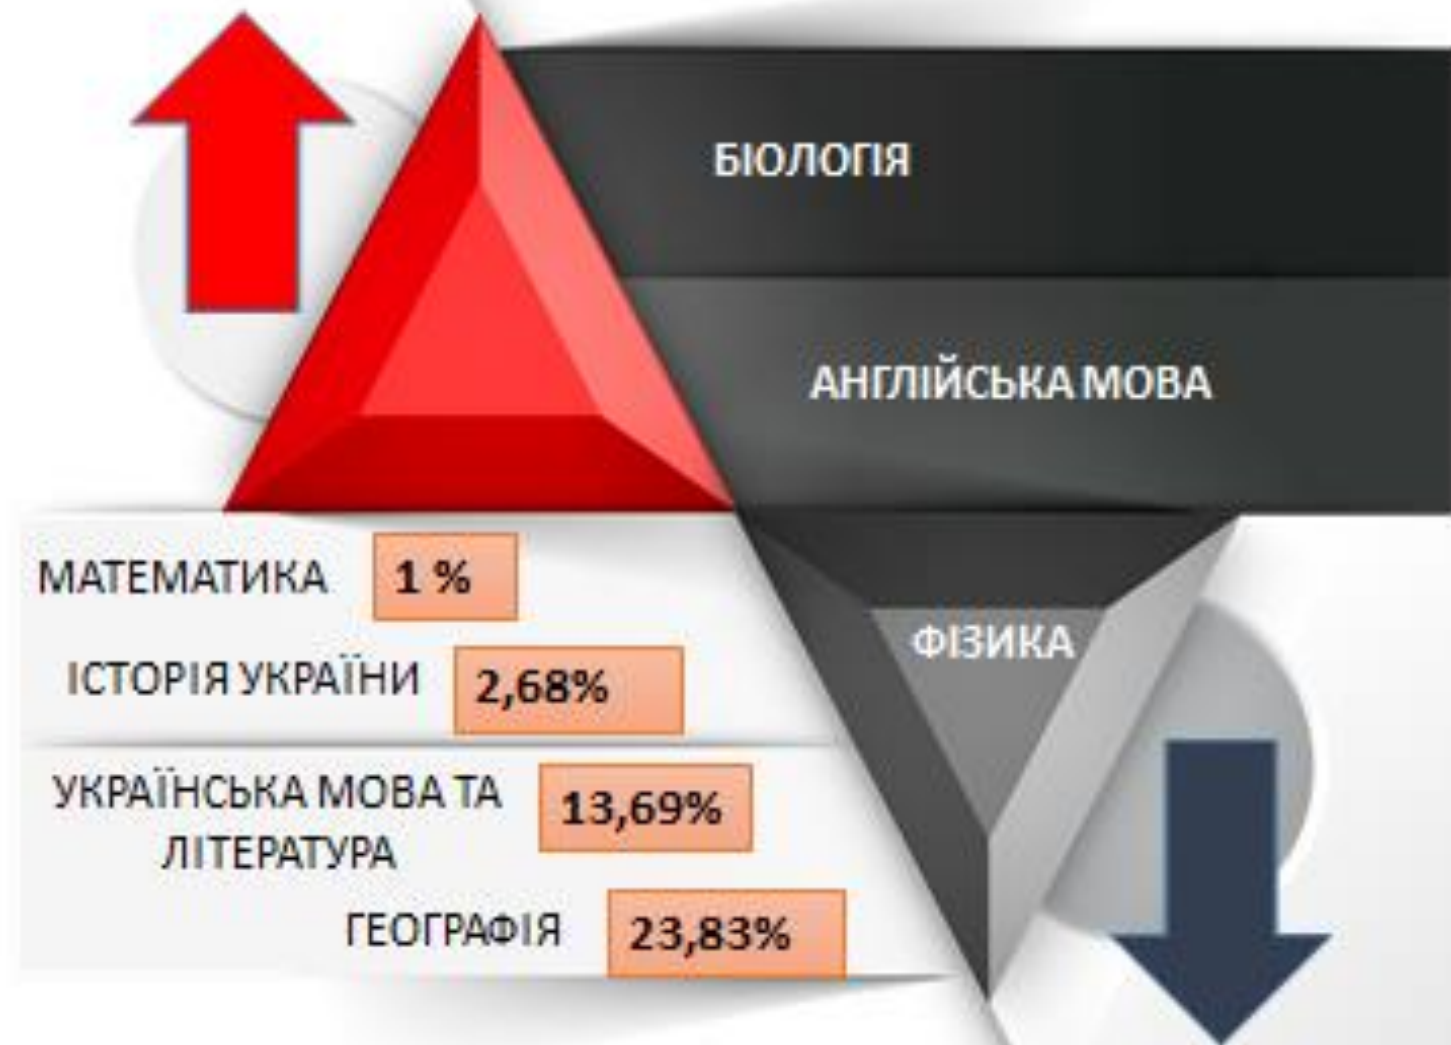 БІОЛОГІЯ
АНГЛІЙСЬКА МОВА
МАТЕМАТИКА 1 %
ІСТОРІЯ УКРАЇНИ 2,68%
УКРАЇНСЬКА МОВА ТА
ЛІТЕРАТУРА 13,69%
ГЕОГРАФІЯ 23,83%
ФІЗИКА